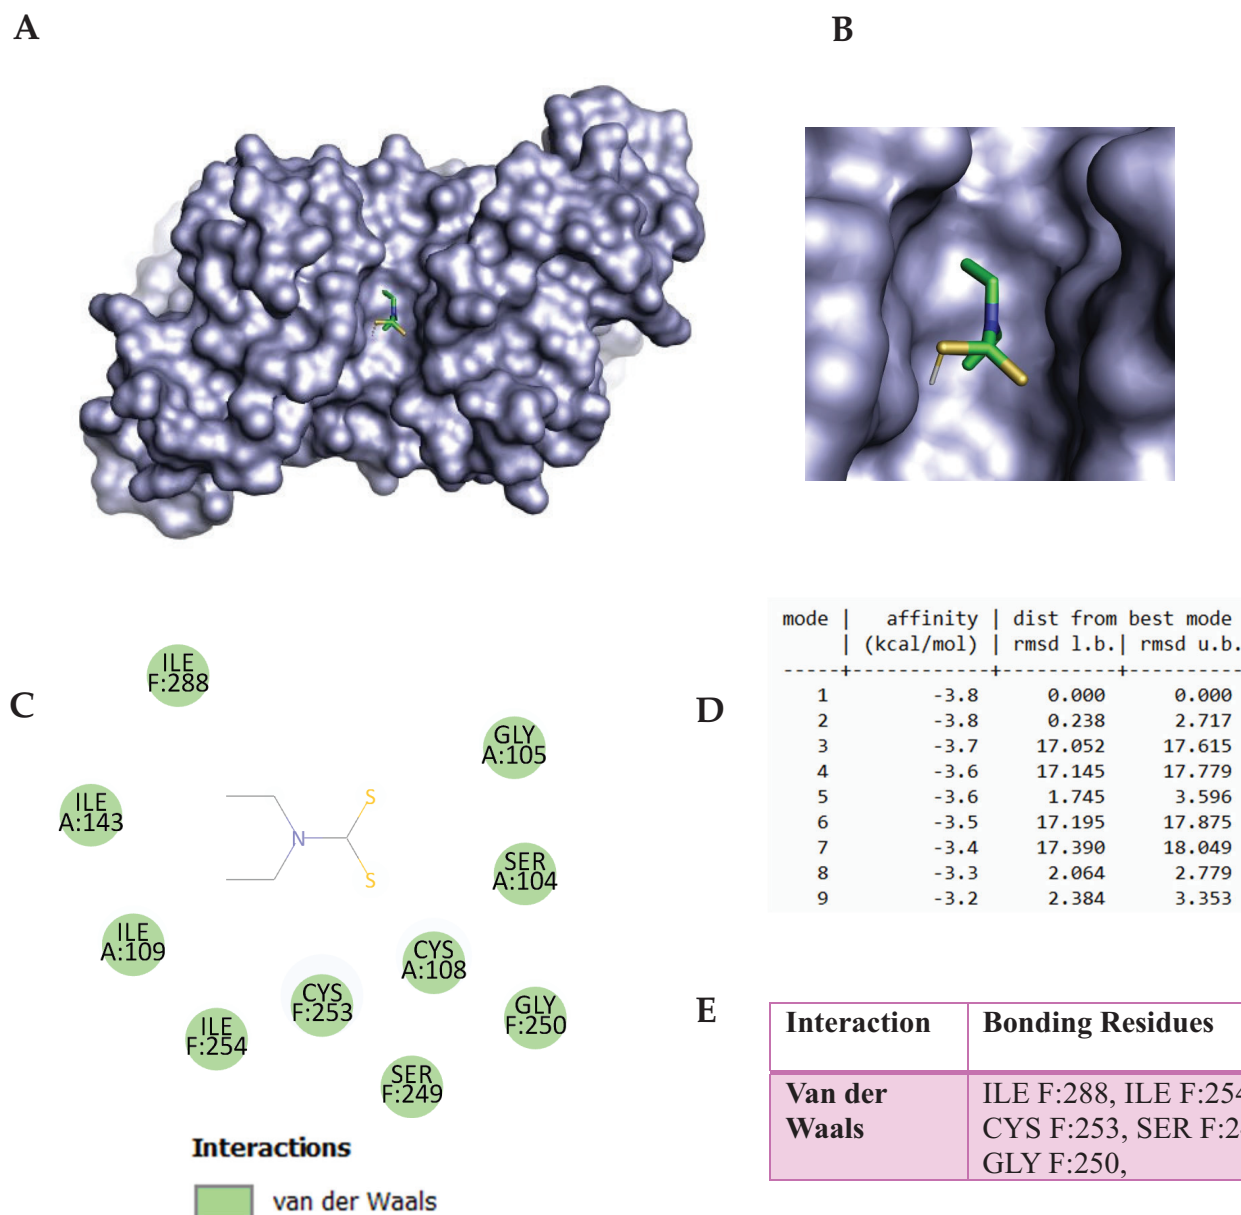 A
B
C
ILE
F:288
GLY
A:105
S
ILE
A:143
N
S
SER
A:104
ILE
A:109
CYS
A:108
CYS
F:253
GLY
F:250
ILE
F:254
SER
F:249
Interactions
van der Waals
D
mode | affinity | dist from best mode
| (kcal/mol) | rmsd l.b.| rmsd u.b.
-----+------------+----------+----------
1 -3.8 0.000 0.000
2 -3.8 0.238 2.717
3 -3.7 17.052 17.615
4 -3.6 17.145 17.779
5 -3.6 1.745 3.596
6 -3.5 17.195 17.875
7 -3.4 17.390 18.049
8 -3.3 2.064 2.779
9 -3.2 2.384 3.353
E
Interaction Bonding Residues
Van der ILE F:288, ILE F:254
Waals CYS F:253, SER
GLY F:250,